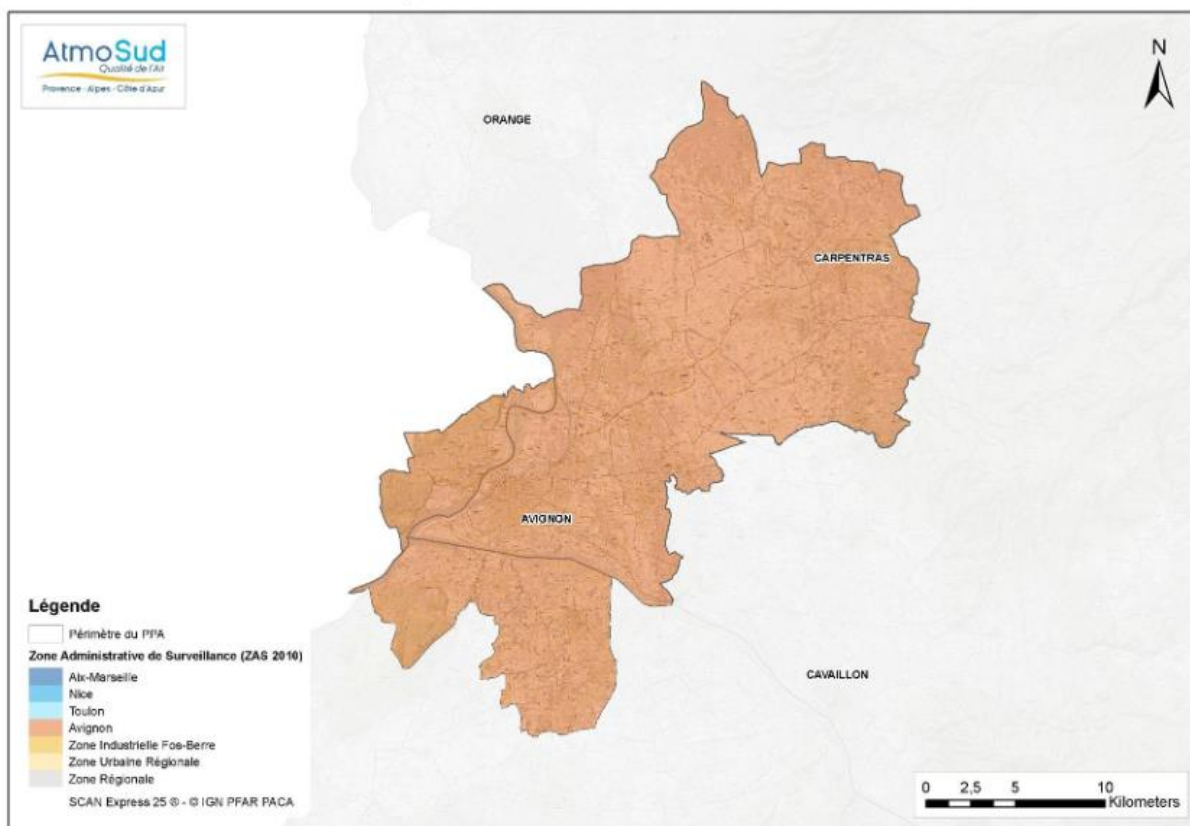 AtmoSud
Qualité de l'Air
Provence · Alpes · Côte d'Azur
N
ORANGE
CARPENTRAS
AVIGNON
CAVAILLON
Légende
Périmètre du PPA
Zone Administrative de Surveillance (ZAS 2010)
Aix-Marseille
Nice
Toulon
Avignon
Zone Industrielle Fos-Berre
Zone Urbaine Régionale
Zone Régionale
SCAN Express 25 ® - © IGN PFAR PACA
0 2,5 5 10
Kilometers